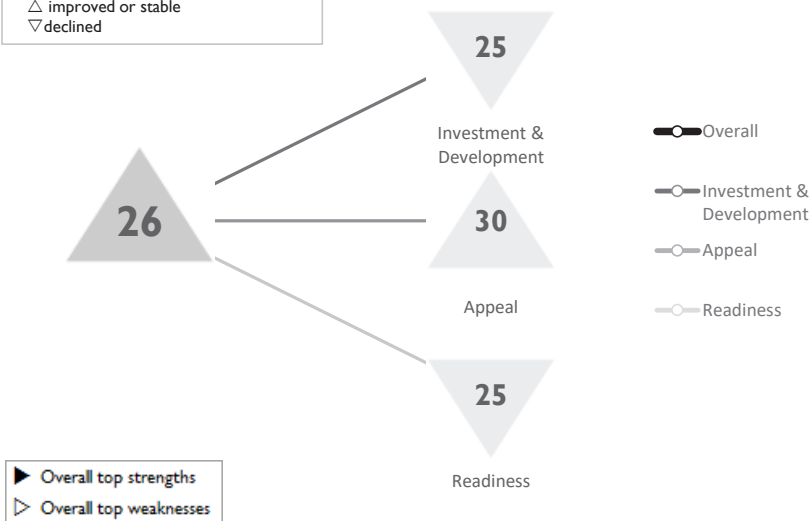 △ improved or stable
▽ declined
25
Investment &
Development
26
30
Appeal
25
Readiness
Overall
Investment &
Development
Appeal
Readiness
▶ Overall top strengths
▷ Overall top weaknesses